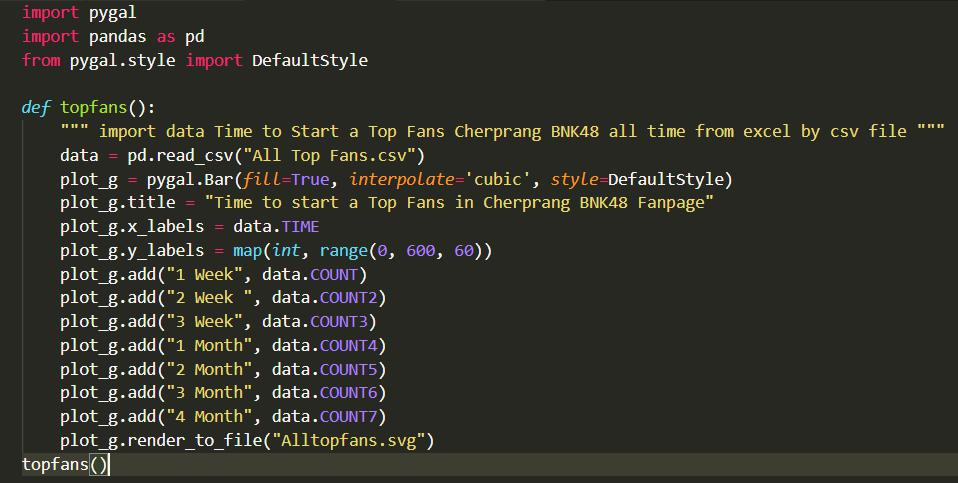 import pygal
import pandas as pd
from pygal.style import DefaultStyle

def topfans():
    """ import data Time to Start a Top Fans Cherprang BNK48 all time from excel by csv file """
    data = pd.read_csv("All Top Fans.csv")
    plot_g = pygal.Bar(fill=True, interpolate='cubic', style=DefaultStyle)
    plot_g.title = "Time to start a Top Fans in Cherprang BNK48 Fanpage"
    plot_g.x_labels = data.TIME
    plot_g.y_labels = map(int, range(0, 600, 60))
    plot_g.add("1 Week", data.COUNT)
    plot_g.add("2 Week ", data.COUNT2)
    plot_g.add("3 Week", data.COUNT3)
    plot_g.add("1 Month", data.COUNT4)
    plot_g.add("2 Month", data.COUNT5)
    plot_g.add("3 Month", data.COUNT6)
    plot_g.add("4 Month", data.COUNT7)
    plot_g.render_to_file("Alltopfans.svg")
topfans()